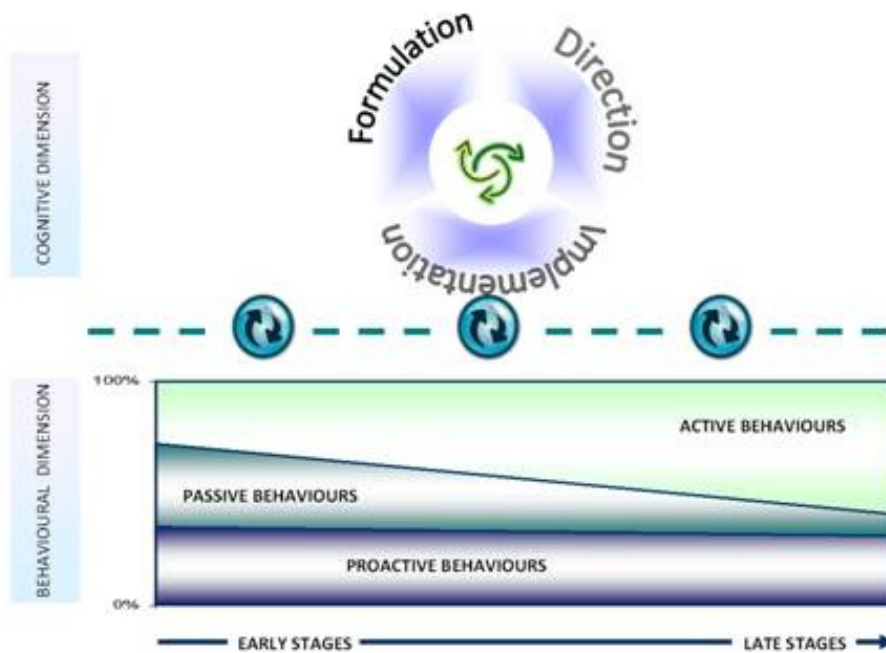 COGNITIVE DIMENSION
Formulation
Direction
Implementation
BEHAVIOURAL DIMENSION
100%
ACTIVE BEHAVIOURS
PASSIVE BEHAVIOURS
PROACTIVE BEHAVIOURS
0%
EARLY STAGES
LATE STAGES